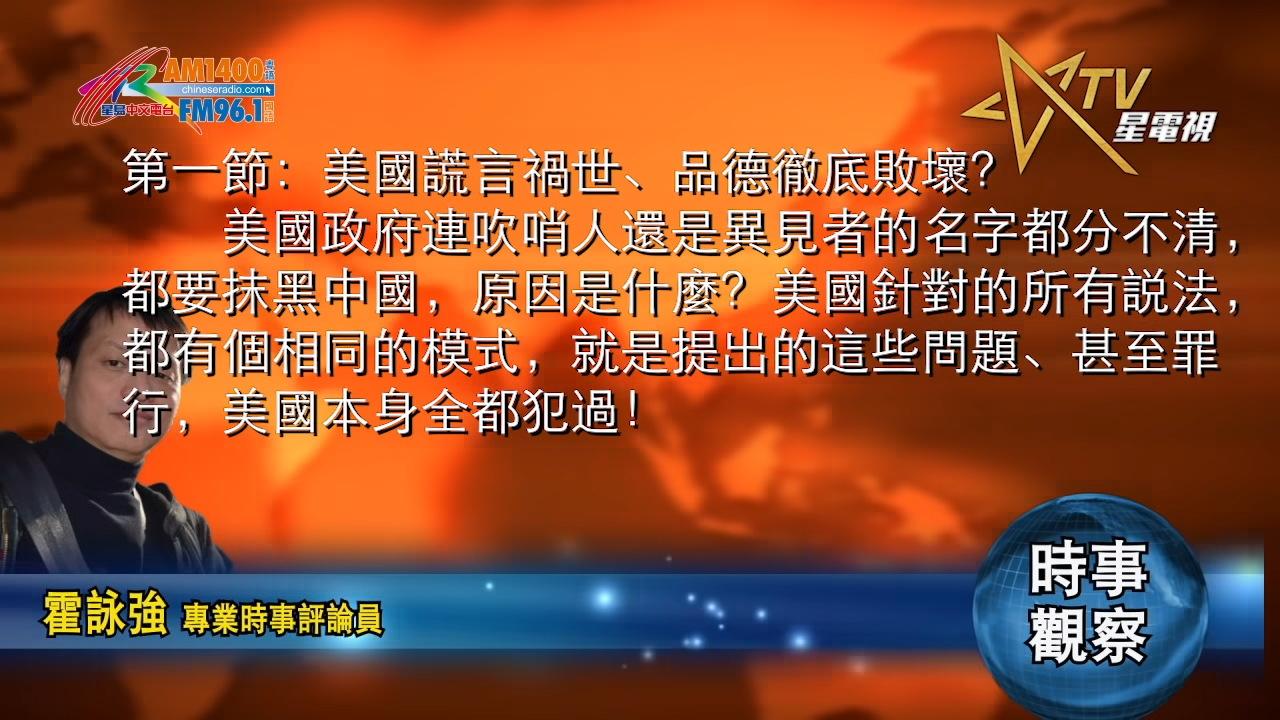 AM1400
粵語
chineseradio.com
星島中文電台
FM96.1
國語
TV
星電視
第一節：美國謊言禍世、品德徹底敗壞？
美國政府連吹哨人還是異見者的名字都分不清，
都要抹黑中國，原因是什麼？美國針對的所有説法，
都有個相同的模式，就是提出的這些問題、甚至罪
行，美國本身全都犯過！
霍詠強 專業時事評論員
時事
觀察